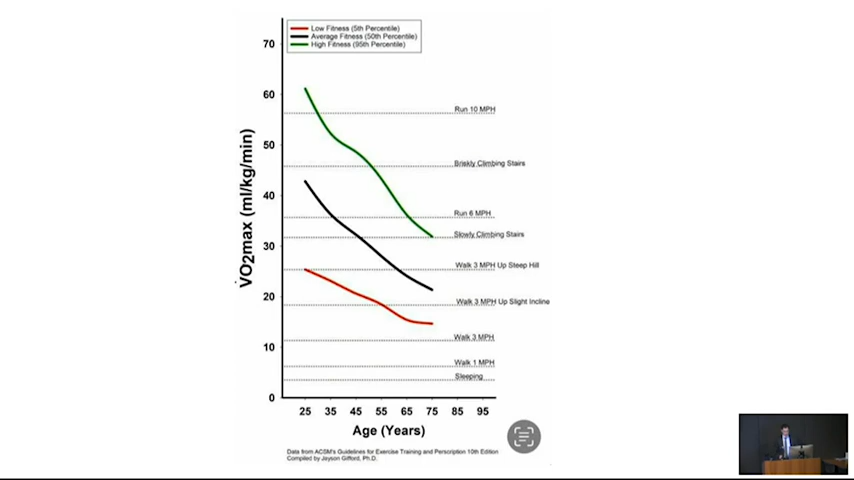 Low Fitness (5th Percentile)
Average Fitness (50th Percentile)
High Fitness (95th Percentile)
V̇O2max (ml/kg/min)
70
60
50
40
30
20
10
0
Run 10 MPH
Briskly Climbing Stairs
Run 6 MPH
Slowly Climbing Stairs
Walk 3 MPH Up Steep Hill
Walk 3 MPH Up Slight Incline
Walk 3 MPH
Walk 1 MPH
Sleeping
25 35 45 55 65 75 85 95
Age (Years)
Data from ACSM's Guidelines for Exercise Training and Perscription 10th Edition
Compiled by Jayson Gifford, Ph.D.